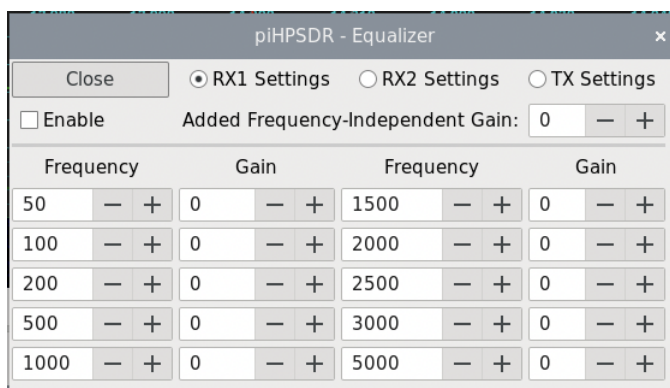 piHPSDR - Equalizer ×
Close RX1 Settings RX2 Settings TX Settings
Enable Added Frequency-Independent Gain: 0 — +
Frequency Gain Frequency Gain
50 — + 0 — + 1500 — + 0 — +
100 — + 0 — + 2000 — + 0 — +
200 — + 0 — + 2500 — + 0 — +
500 — + 0 — + 3000 — + 0 — +
1000 — + 0 — + 5000 — + 0 — +